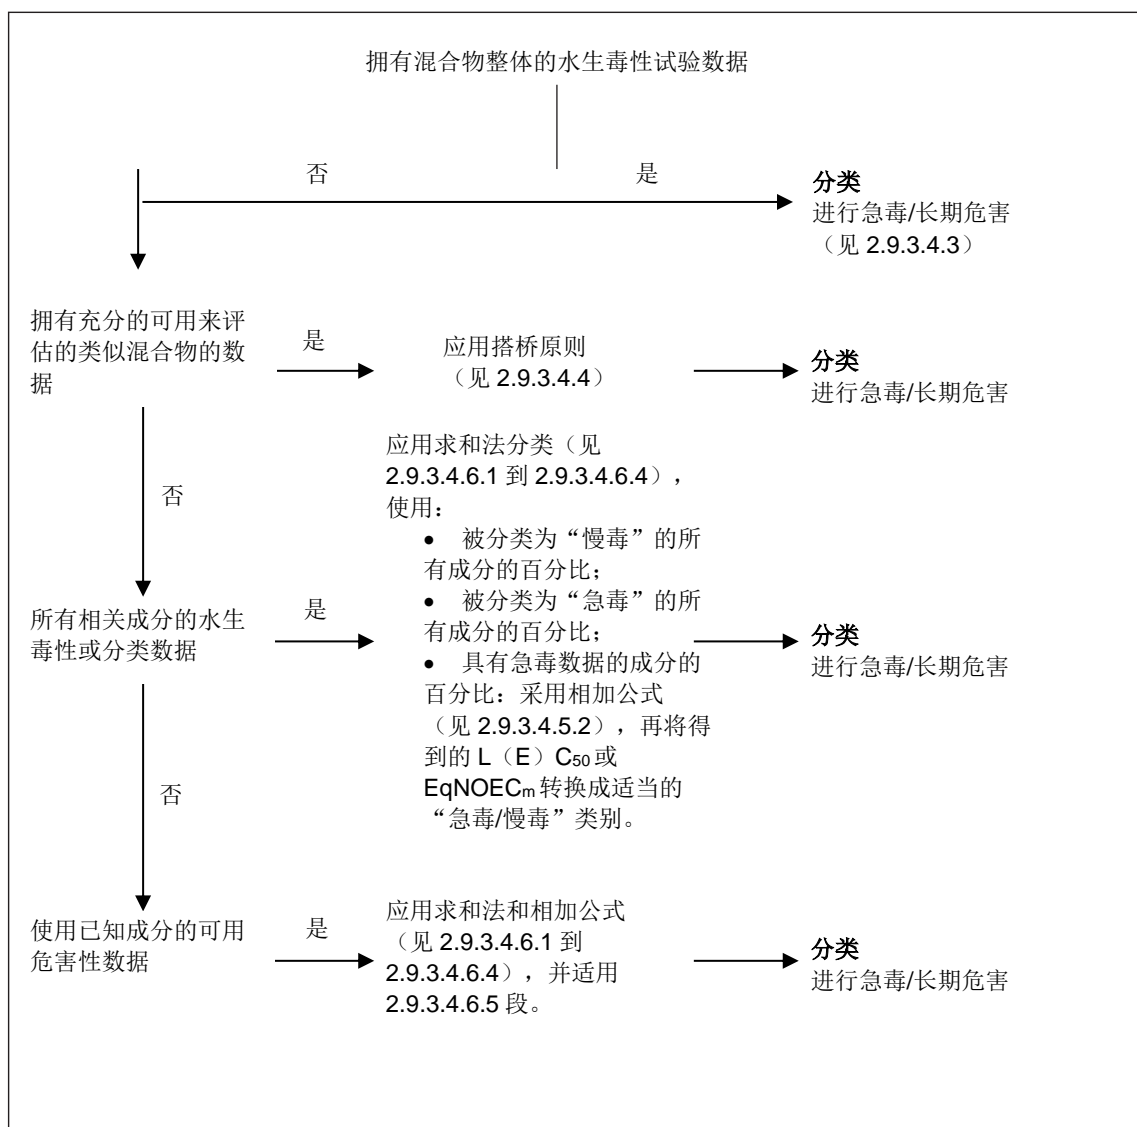 拥有混合物整体的水生毒性试验数据
否
是
分类
进行急毒/长期危害
（见 2.9.3.4.3）
拥有充分的可用来评
估的类似混合物的数
据
是
应用搭桥原则
（见 2.9.3.4.4）
分类
进行急毒/长期危害
否
应用求和法分类（见
2.9.3.4.6.1 到 2.9.3.4.6.4），
使用：
• 被分类为“慢毒”的所
有成分的百分比；
• 被分类为“急毒”的所
有成分的百分比；
• 具有急毒数据的成分的
百分比：采用相加公式
（见 2.9.3.4.5.2），再将得
到的 L（E）C50 或
EqNOECm 转换成适当的
“急毒/慢毒”类别。
所有相关成分的水生
毒性或分类数据
是
分类
进行急毒/长期危害
否
使用已知成分的可用
危害性数据
是
应用求和法和相加公式
（见 2.9.3.4.6.1 到
2.9.3.4.6.4），并适用
2.9.3.4.6.5 段。
分类
进行急毒/长期危害